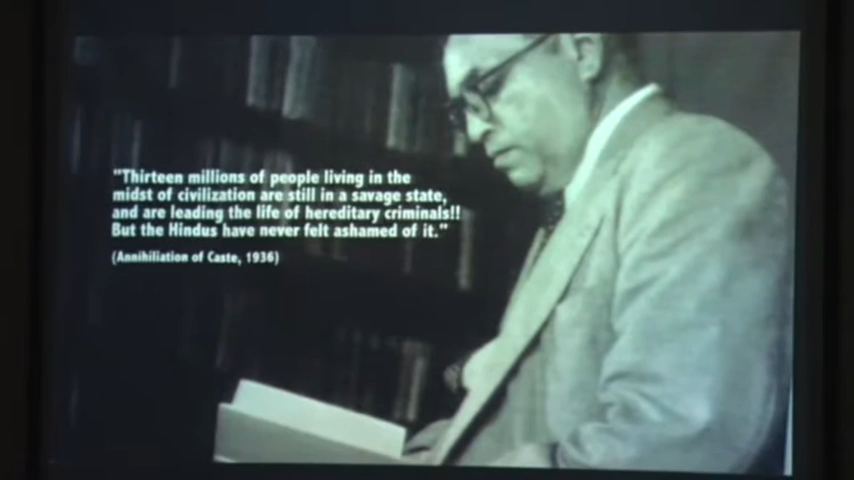 "Thirteen millions of people living in the
midst of civilization are still in a savage state,
and are leading the life of hereditary criminals!!
But the Hindus have never felt ashamed of it."
(Annihiliation of Caste, 1936)